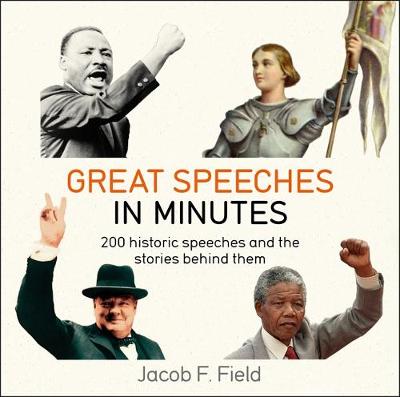 GREAT SPEECHES
IN MINUTES
200 historic speeches and the
stories behind them
Jacob F. Field